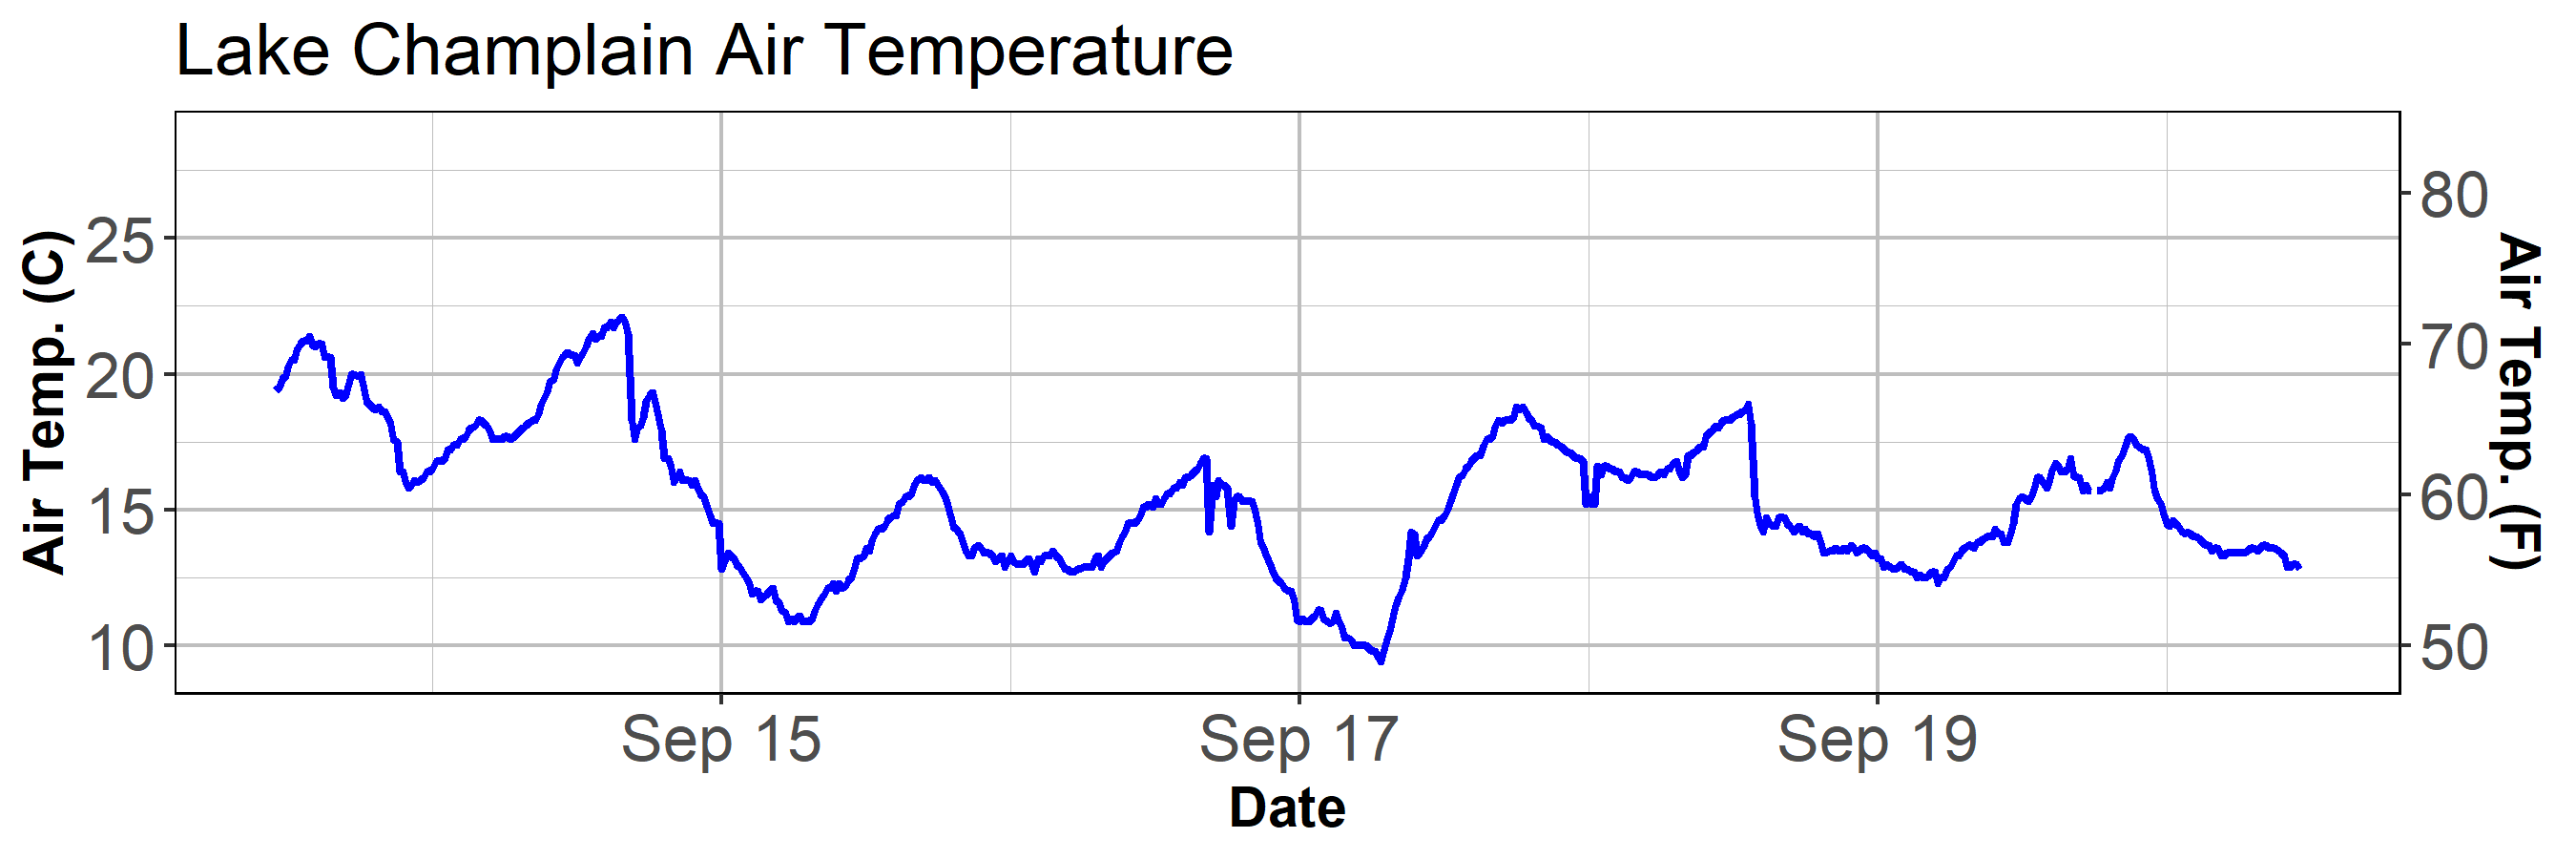 Lake Champlain Air Temperature
Air Temp. (C)
25
20
15
10
80
70
60
50
Air Temp. (F)
Sep 15 Sep 17 Sep 19
Date